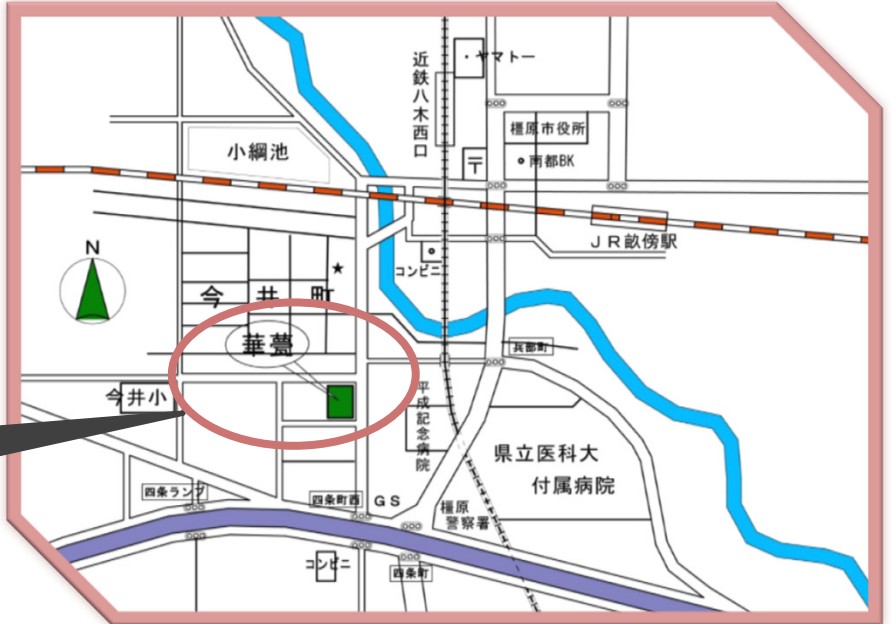 近鉄八木西口
・ヤマトー
橿原市役所
〒
南都BK
小綱池
JR畝傍駅
N
コンビニ
★
今井町
華甍
兵部町
今井小
平成記念病院
県立医科大
付属病院
四条ランプ
四条町西
GS
橿原
警察署
コンビニ
四条町